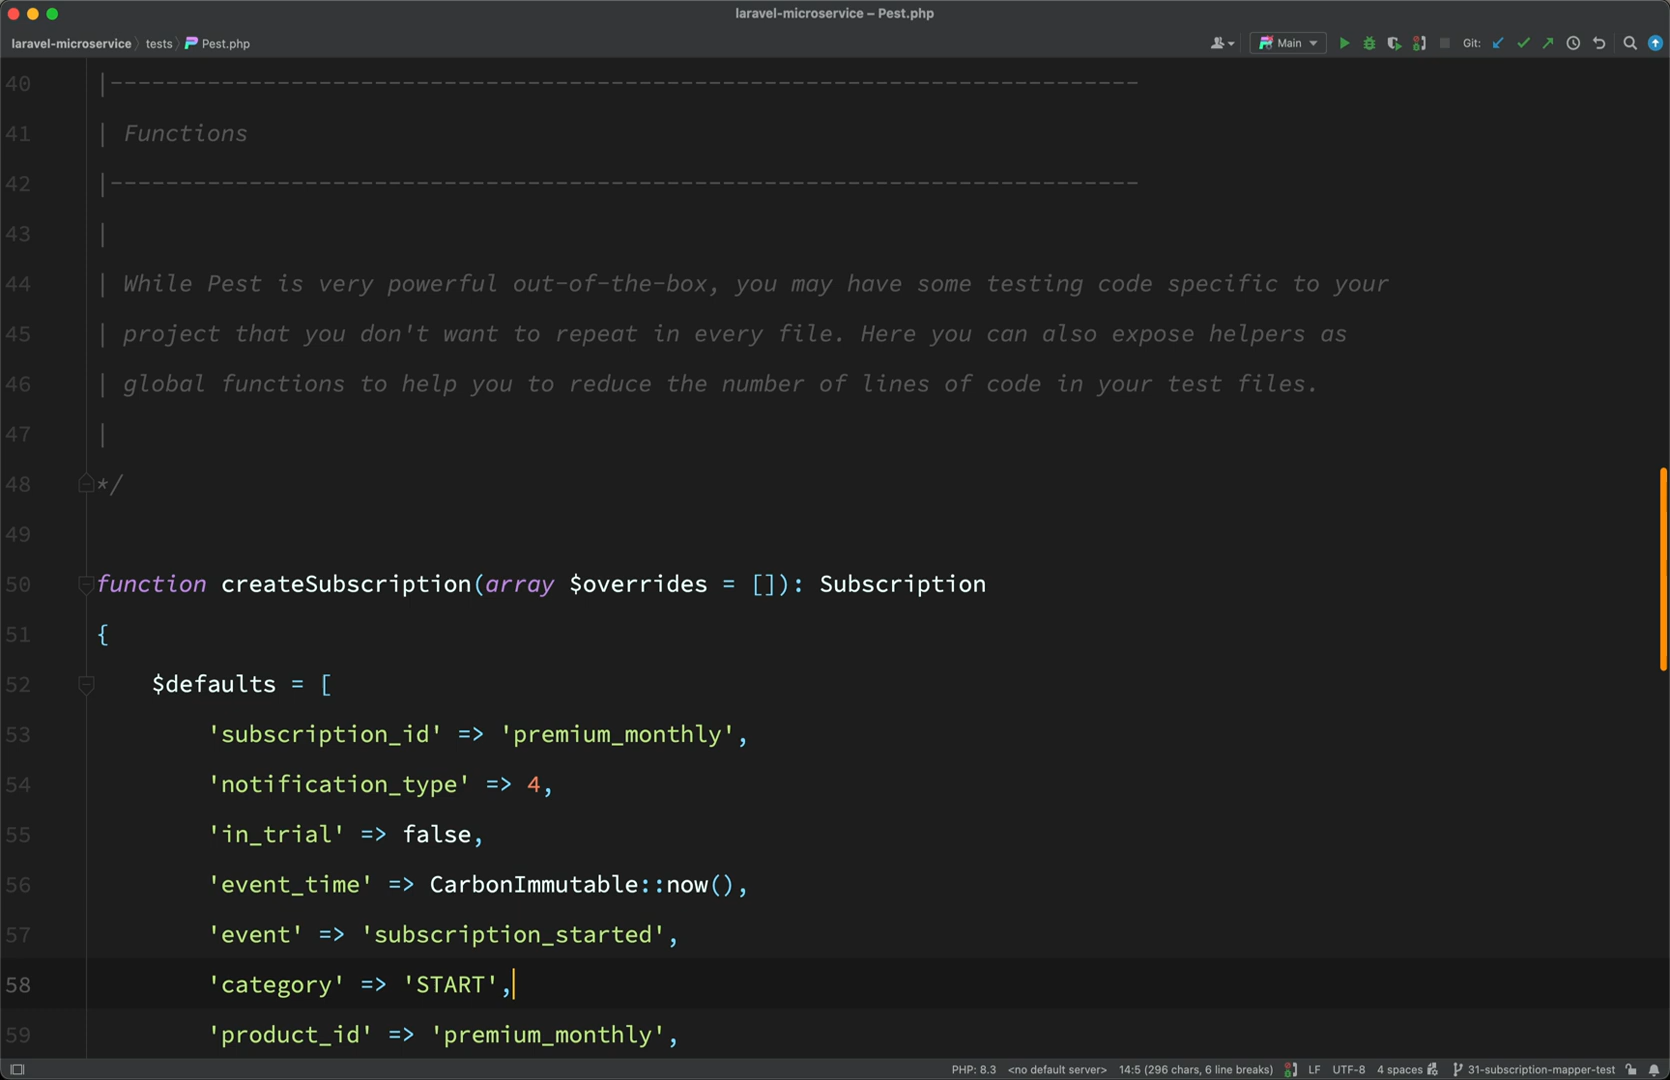 laravel-microservice – Pest.php
laravel-microservice tests Pest.php
Main Git:
40 |--------------------------------------------------------------------------
41 | Functions
42 |--------------------------------------------------------------------------
43 |
44 | While Pest is very powerful out-of-the-box, you may have some testing code specific to your
45 | project that you don't want to repeat in every file. Here you can also expose helpers as
46 | global functions to help you to reduce the number of lines of code in your test files.
47 |
48 */
49
50 function createSubscription(array $overrides = []): Subscription
51 {
52 $defaults = [
53 'subscription_id' => 'premium_monthly',
54 'notification_type' => 4,
55 'in_trial' => false,
56 'event_time' => CarbonImmutable::now(),
57 'event' => 'subscription_started',
58 'category' => 'START',
59 'product_id' => 'premium_monthly',
PHP: 8.3 <no default server> 14:5 (296 chars, 6 line breaks) LF UTF-8 4 spaces 31-subscription-mapper-test